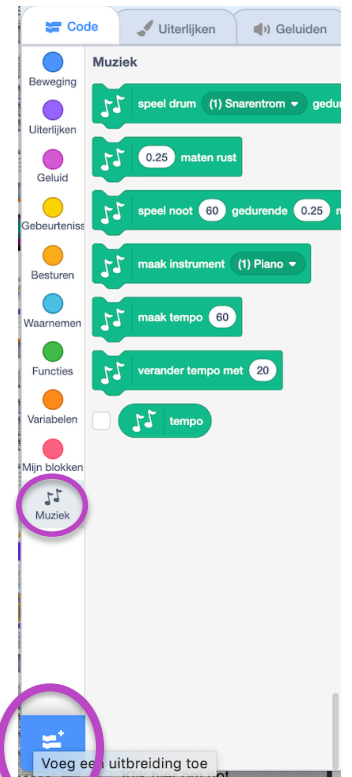 Code
Uiterlijken
Geluiden
Muziek
Beweging
Uiterlijken
Geluid
Gebeurteniss
Besturen
Waarnemen
Functies
Variabelen
Mijn blokken
Muziek
speel drum (1) Snarentrom gedu
0.25 maten rust
speel noot 60 gedurende 0.25
maak instrument (1) Piano
maak tempo 60
verander tempo met 20
tempo
Voeg een uitbreiding toe